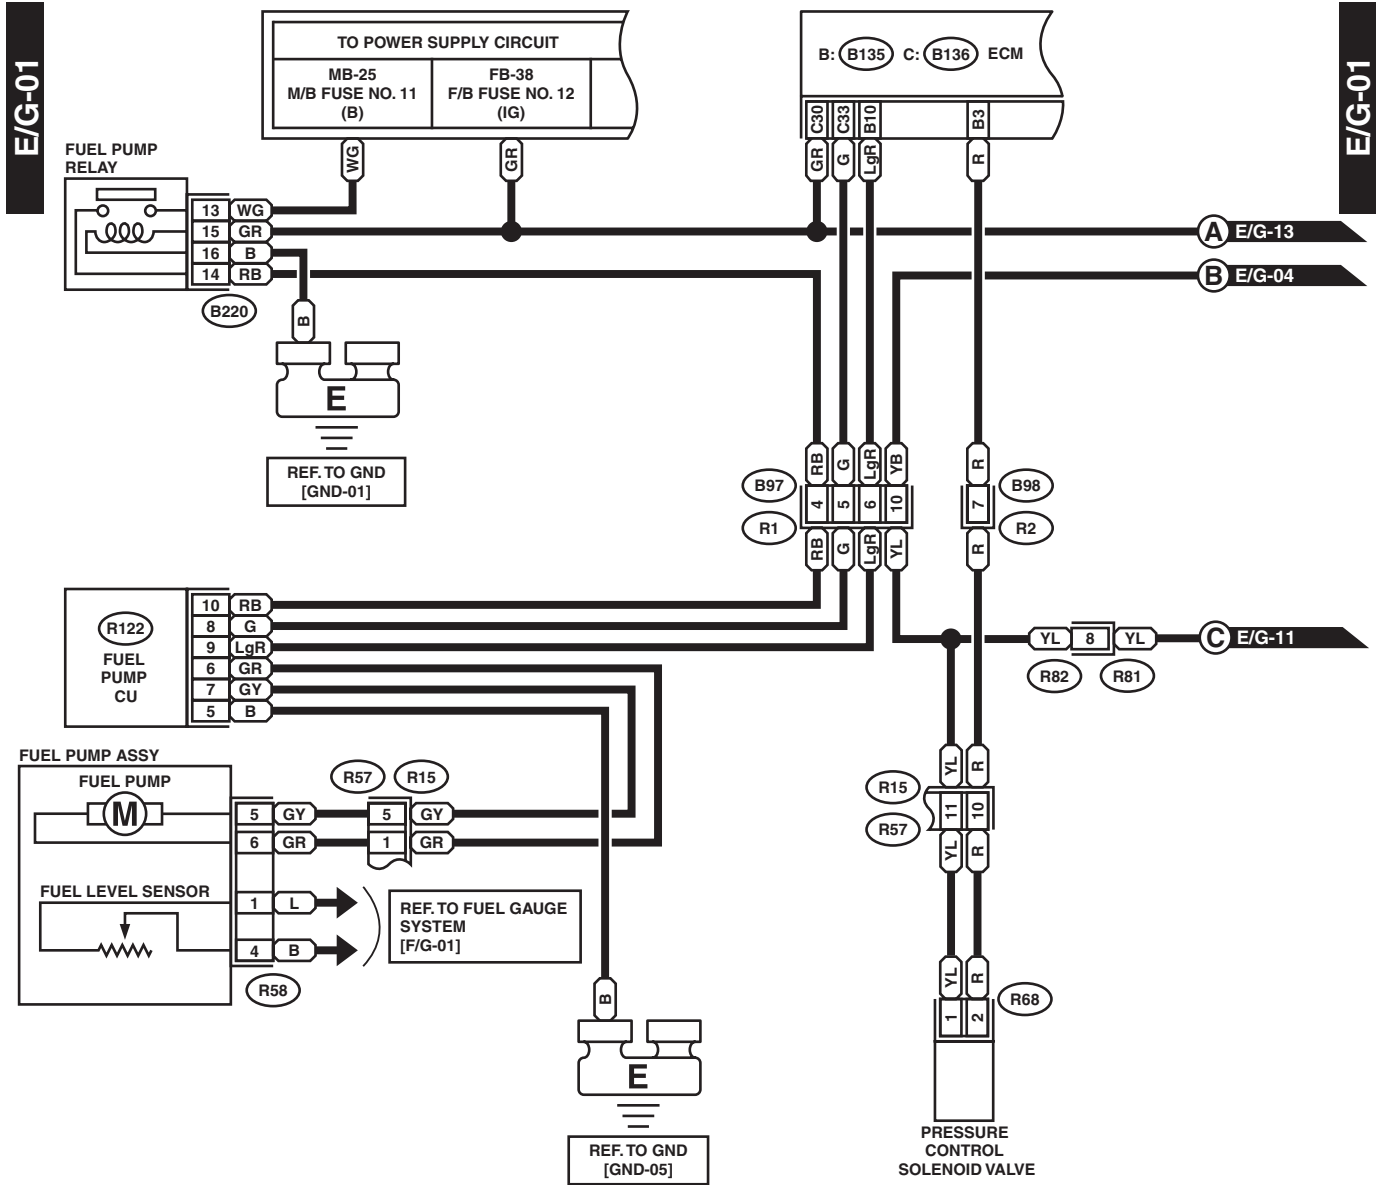 E/G-01
E/G-01
TO POWER SUPPLY CIRCUIT
MB-25
M/B FUSE NO. 11
(B)
FB-38
F/B FUSE NO. 12
(IG)
B: B135 C: B136 ECM
C30
C33
B10
B3
WG
GR
GR
G
LgR
R
FUEL PUMP
RELAY
13 WG
15 GR
16 B
14 RB
B220
A E/G-13
B E/G-04
B
E
REF. TO GND
[GND-01]
RB
G
LgR
YB
R
B97
4
5
6
10
7
B98
R1
R2
RB
G
LgR
YL
R
R122
FUEL
PUMP
CU
10 RB
8 G
9 LgR
6 GR
7 GY
5 B
YL 8 YL
C E/G-11
R82
R81
FUEL PUMP ASSY
FUEL PUMP
M
R57
R15
5 GY
5 GY
6 GR
1 GR
FUEL LEVEL SENSOR
1 L
4 B
R58
REF. TO FUEL GAUGE
SYSTEM
[F/G-01]
YL
R
R15
11
10
R57
YL
R
YL
R
1
2
R68
B
E
REF. TO GND
[GND-05]
PRESSURE
CONTROL
SOLENOID VALVE